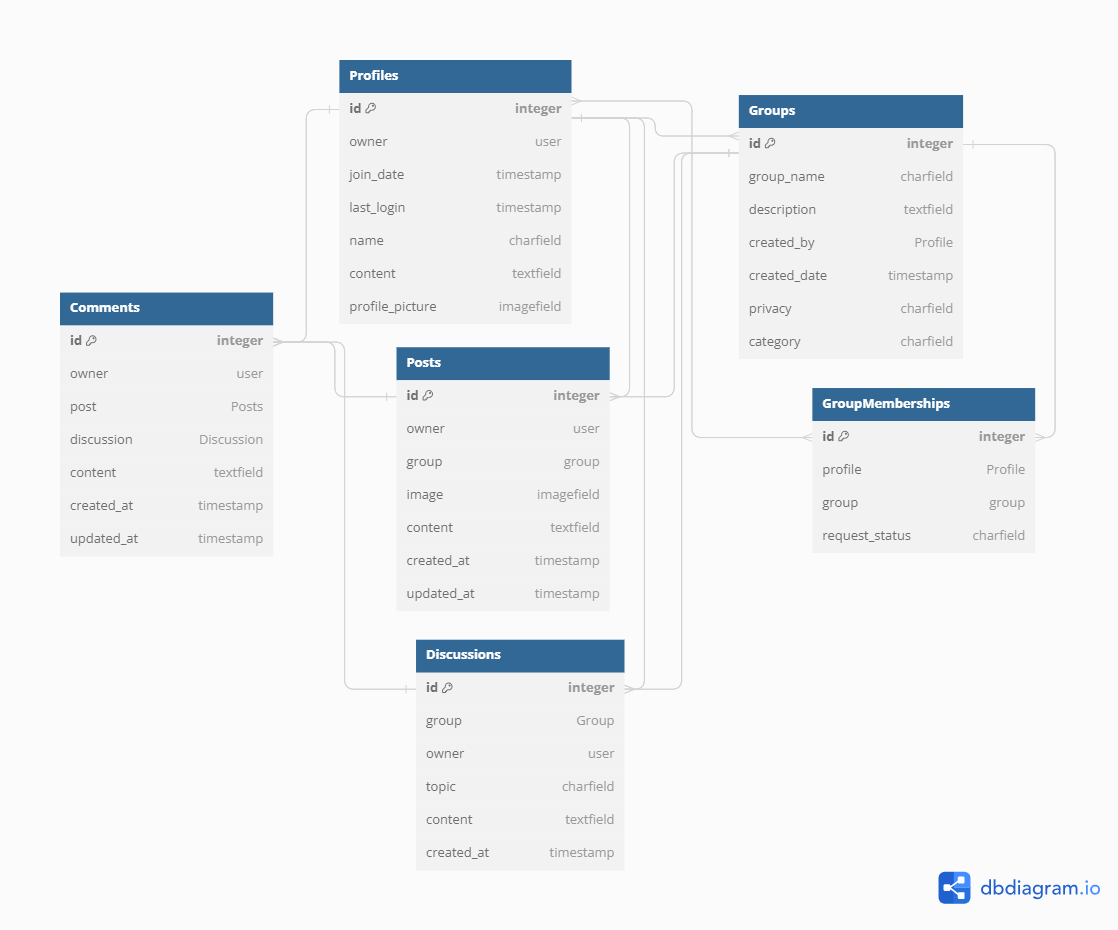 Profiles
id integer
owner user
join_date timestamp
last_login timestamp
name charfield
content textfield
profile_picture imagefield
Groups
id integer
group_name charfield
description textfield
created_by Profile
created_date timestamp
privacy charfield
category charfield
Comments
id integer
owner user
post Posts
discussion Discussion
content textfield
created_at timestamp
updated_at timestamp
Posts
id integer
owner user
group group
image imagefield
content textfield
created_at timestamp
updated_at timestamp
GroupMemberships
id integer
profile Profile
group group
request_status charfield
Discussions
id integer
group Group
owner user
topic charfield
content textfield
created_at timestamp
dbdiagram.io